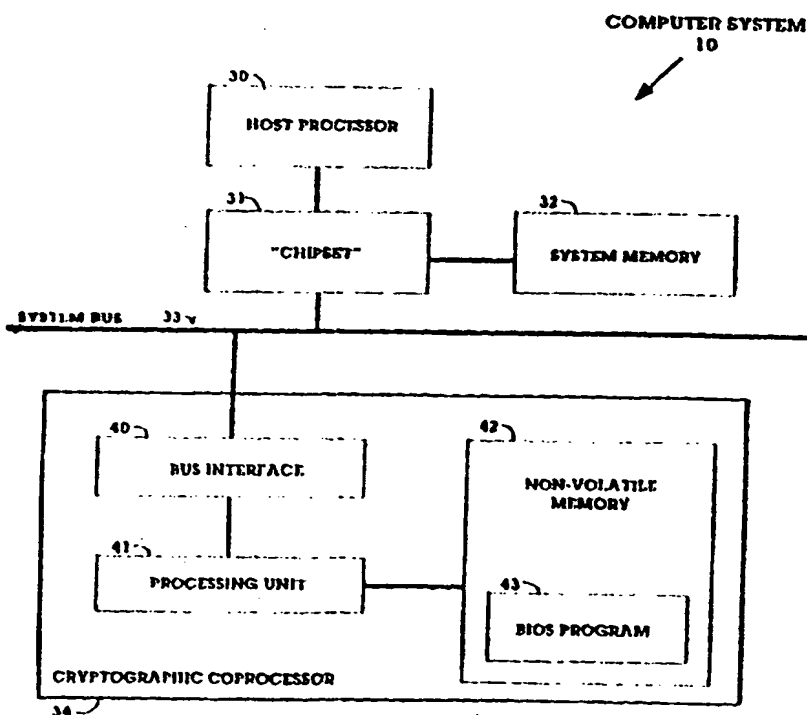 COMPUTER SYSTEM
10
30
HOST PROCESSOR
31
"CHIPSET"
32
SYSTEM MEMORY
SYSTEM BUS 33
40
BUS INTERFACE
42
NON-VOLATILE
MEMORY
41
PROCESSING UNIT
43
BIOS PROGRAM
CRYPTOGRAPHIC COPROCESSOR
34